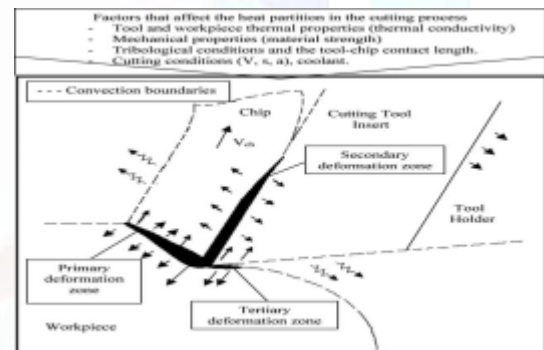 Factors that affect the heat partition in the cutting process
- Tool and workpiece thermal properties (thermal conductivity)
- Mechanical properties (material strength)
- Tribological conditions and the tool-chip contact length.
- Cutting conditions (V, s, a), coolant.
--- Convection boundaries
Chip
Cutting Tool
Insert
V_ch
Secondary
deformation zone
Tool
Holder
Primary
deformation
zone
Tertiary
deformation zone
Workpiece